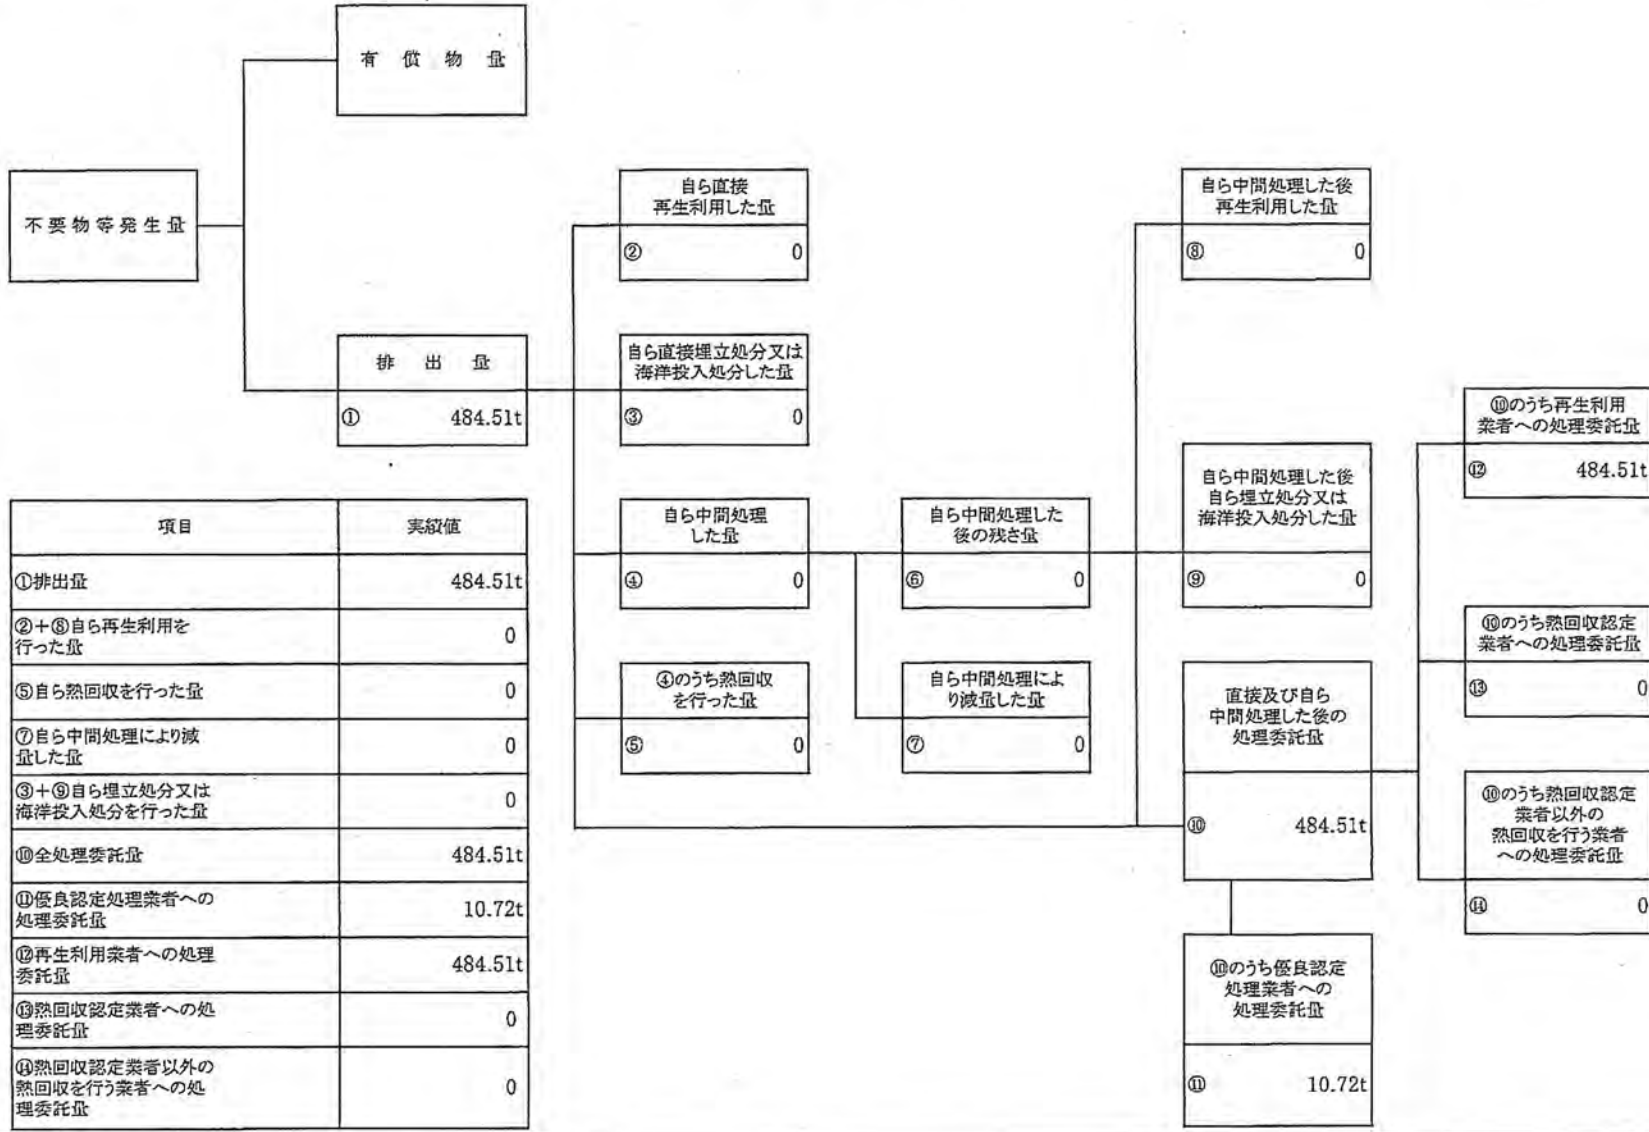 有償物量
不要物等発生量
排出量
① 484.51t
自ら直接
再生利用した量
② 0
自ら直接埋立処分又は
海洋投入処分した量
③ 0
自ら中間処理
した量
④ 0
④のうち熱回収
を行った量
⑤ 0
自ら中間処理した
後の残さ量
⑥ 0
自ら中間処理によ
り減量した量
⑦ 0
自ら中間処理した後
再生利用した量
⑧ 0
自ら中間処理した後
自ら埋立処分又は
海洋投入処分した量
⑨ 0
直接及び自ら
中間処理した後の
処理委託量
⑩ 484.51t
⑩のうち優良認定
処理業者への
処理委託量
⑪ 10.72t
⑩のうち再生利用
業者への処理委託量
⑫ 484.51t
⑩のうち熱回収認定
業者への処理委託量
⑬ 0
⑩のうち熱回収認定
業者以外の
熱回収を行う業者
への処理委託量
⑭ 0
項目 実績値
①排出量 484.51t
②+⑧自ら再生利用を
行った量 0
⑤自ら熱回収を行った量 0
⑦自ら中間処理により減
量した量 0
③+⑨自ら埋立処分又は
海洋投入処分を行った量 0
⑩全処理委託量 484.51t
⑪優良認定処理業者への
処理委託量 10.72t
⑫再生利用業者への処理
委託量 484.51t
⑬熱回収認定業者への処
理委託量 0
⑭熱回収認定業者以外の
熱回収を行う業者への処
理委託量 0